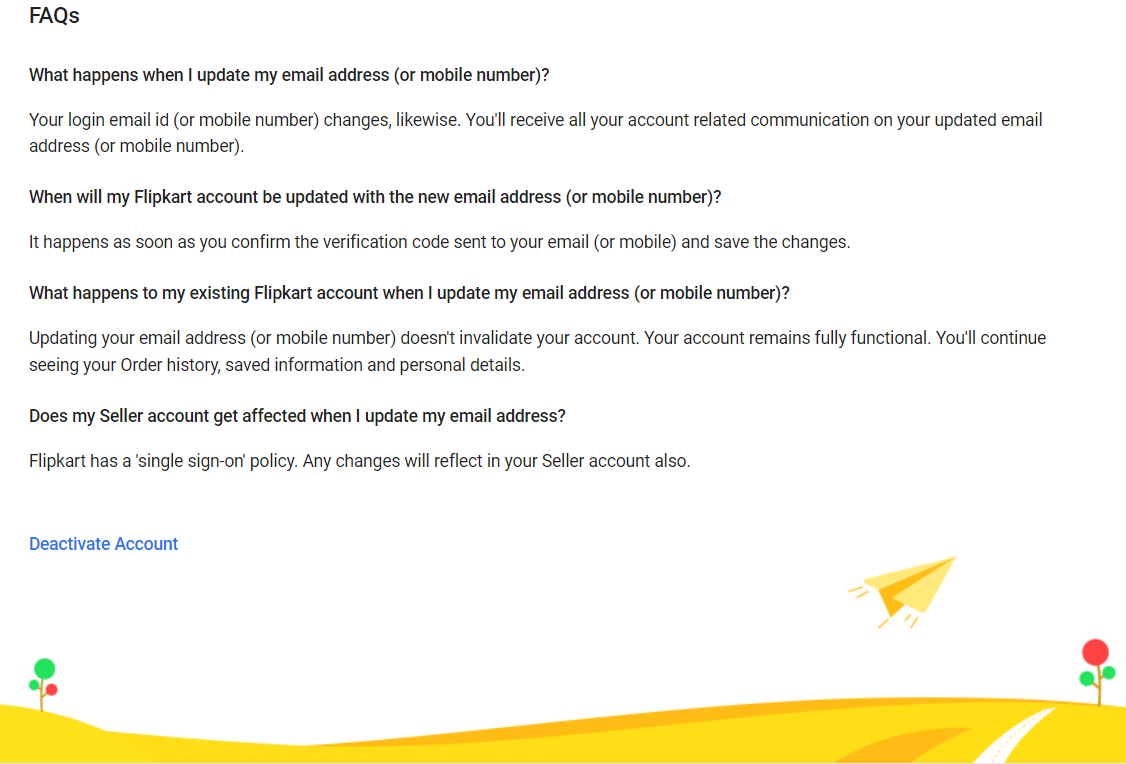 FAQs
What happens when I update my email address (or mobile number)?
Your login email id (or mobile number) changes, likewise. You'll receive all your account related communication on your updated email
address (or mobile number).
When will my Flipkart account be updated with the new email address (or mobile number)?
It happens as soon as you confirm the verification code sent to your email (or mobile) and save the changes.
What happens to my existing Flipkart account when I update my email address (or mobile number)?
Updating your email address (or mobile number) doesn't invalidate your account. Your account remains fully functional. You'll continue
seeing your Order history, saved information and personal details.
Does my Seller account get affected when I update my email address?
Flipkart has a 'single sign-on' policy. Any changes will reflect in your Seller account also.
Deactivate Account